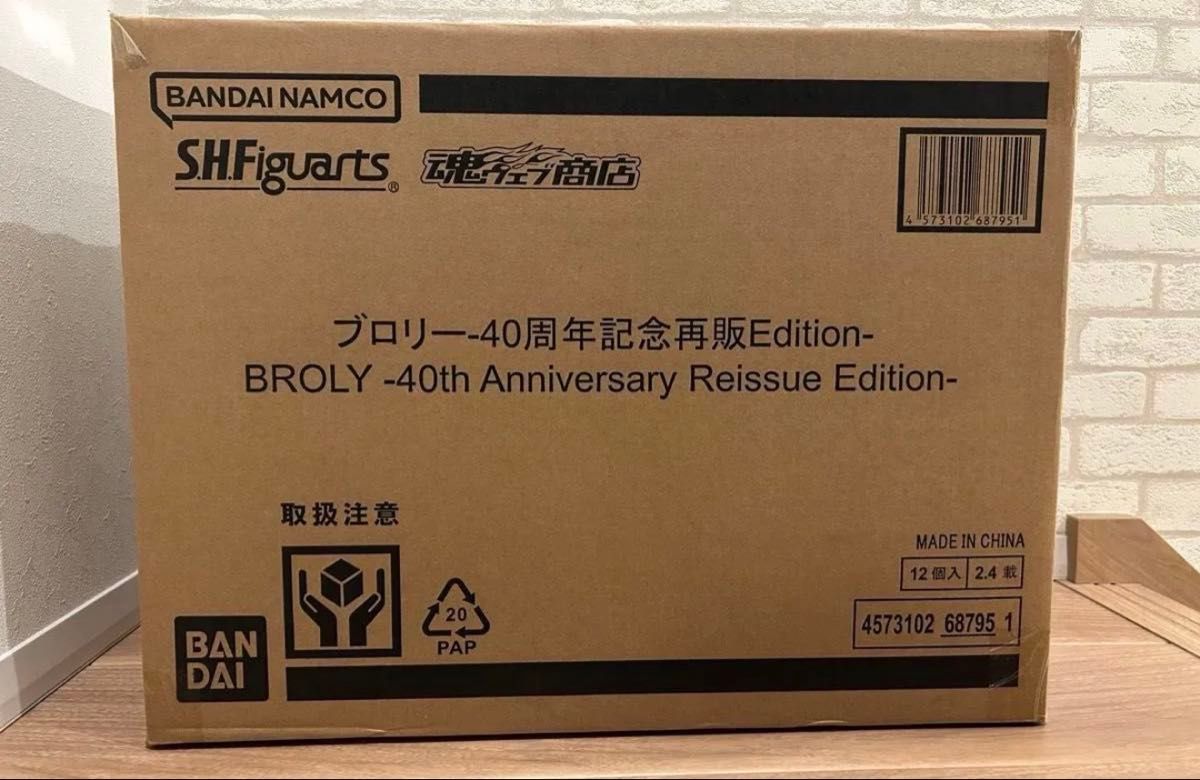 BANDAI NAMCO
S.H.Figuarts®
魂ウェブ商店
4 573102 687951
ブロリー-40周年記念再販Edition-
BROLY -40th Anniversary Reissue Edition-
取扱注意
20
PAP
BAN
DAI
MADE IN CHINA
12個入 2.4 載
4573102 68795 1